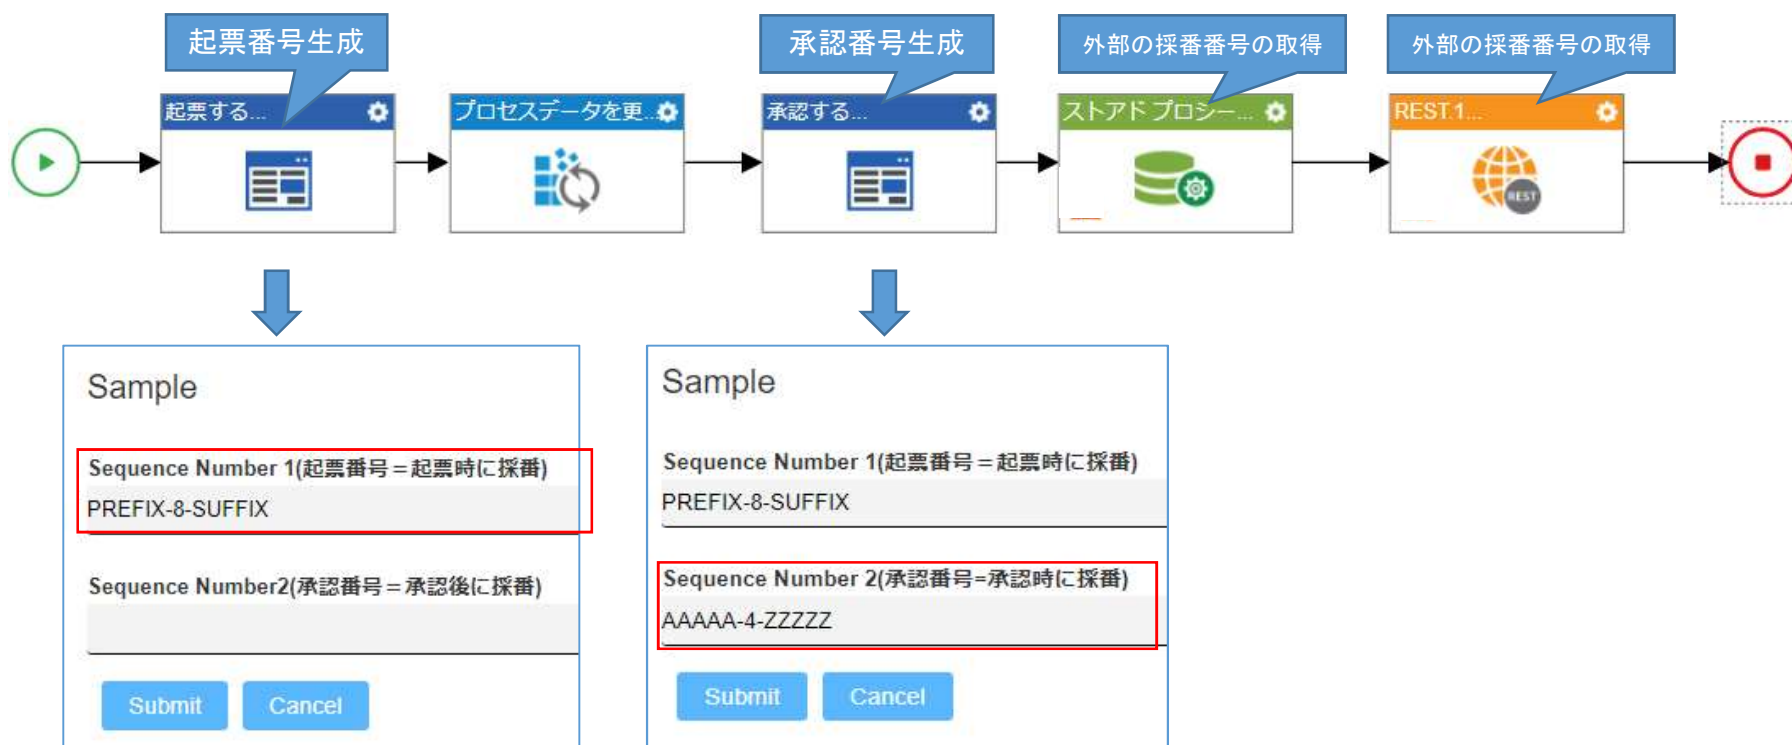 起票番号生成
承認番号生成
外部の採番番号の取得
外部の採番番号の取得
起票する...
プロセスデータを更...
承認する...
ストアド プロシー...
REST.1...
REST
Sample
Sequence Number 1(起票番号＝起票時に採番)
PREFIX-8-SUFFIX
Sequence Number2(承認番号＝承認後に採番)
Submit
Cancel
Sample
Sequence Number 1(起票番号＝起票時に採番)
PREFIX-8-SUFFIX
Sequence Number 2(承認番号=承認時に採番)
AAAAA-4-ZZZZZ
Submit
Cancel